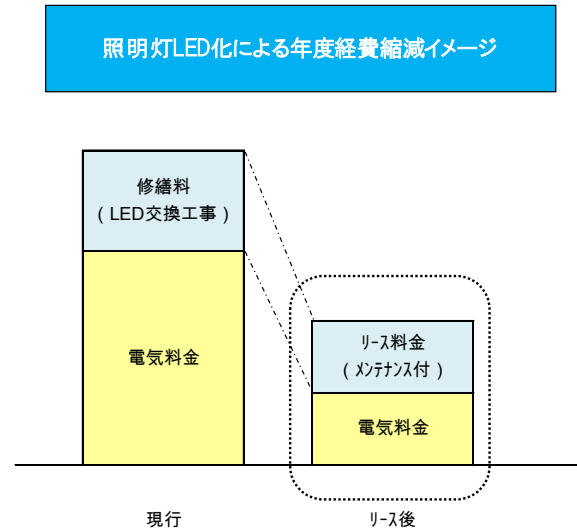 照明灯LED化による年度経費縮減イメージ
修繕料
（LED交換工事）
電気料金
ﾘｰｽ料金
（ﾒﾝﾃﾅﾝｽ付）
電気料金
現行
ﾘｰｽ後